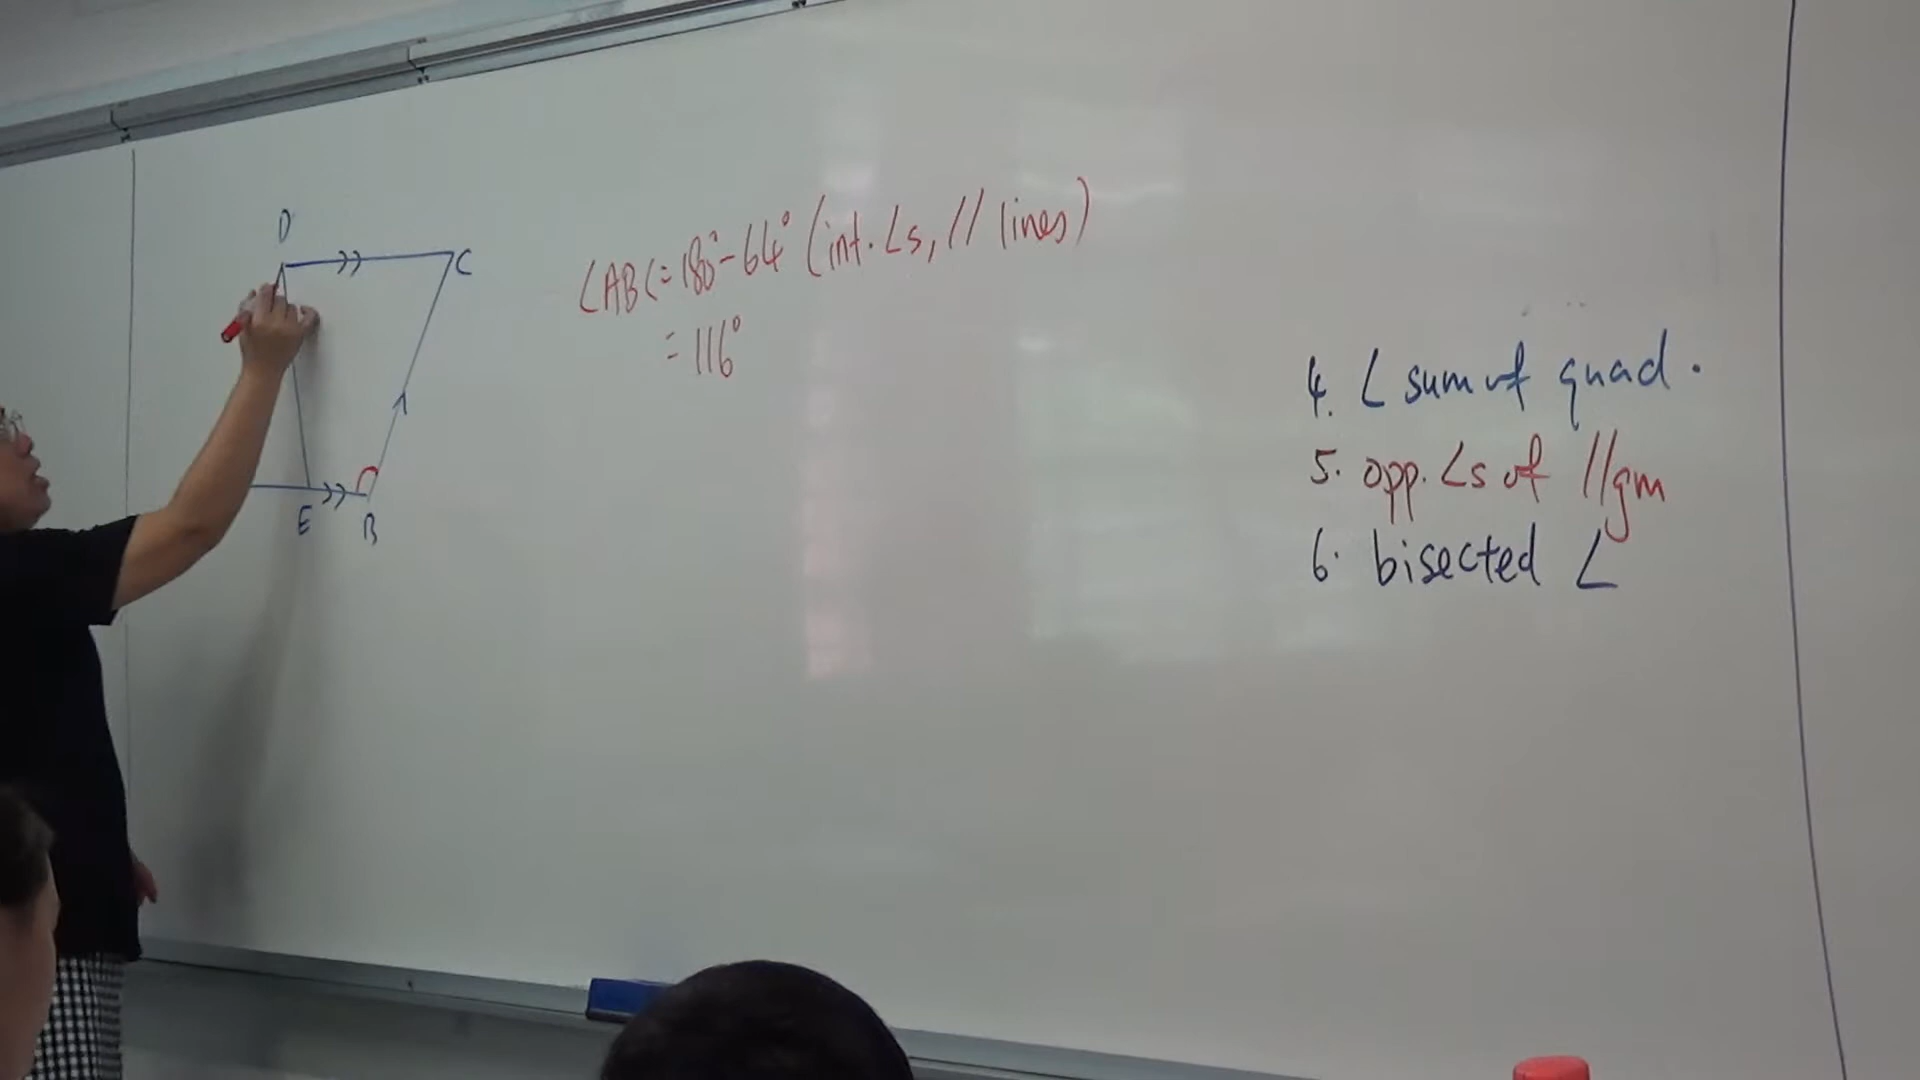 D
C
E
B
∠ABC=180°-64° (int. ∠s, // lines)
= 116°
4. ∠ sum of quad.
5. opp. ∠s of //gm
6. bisected ∠